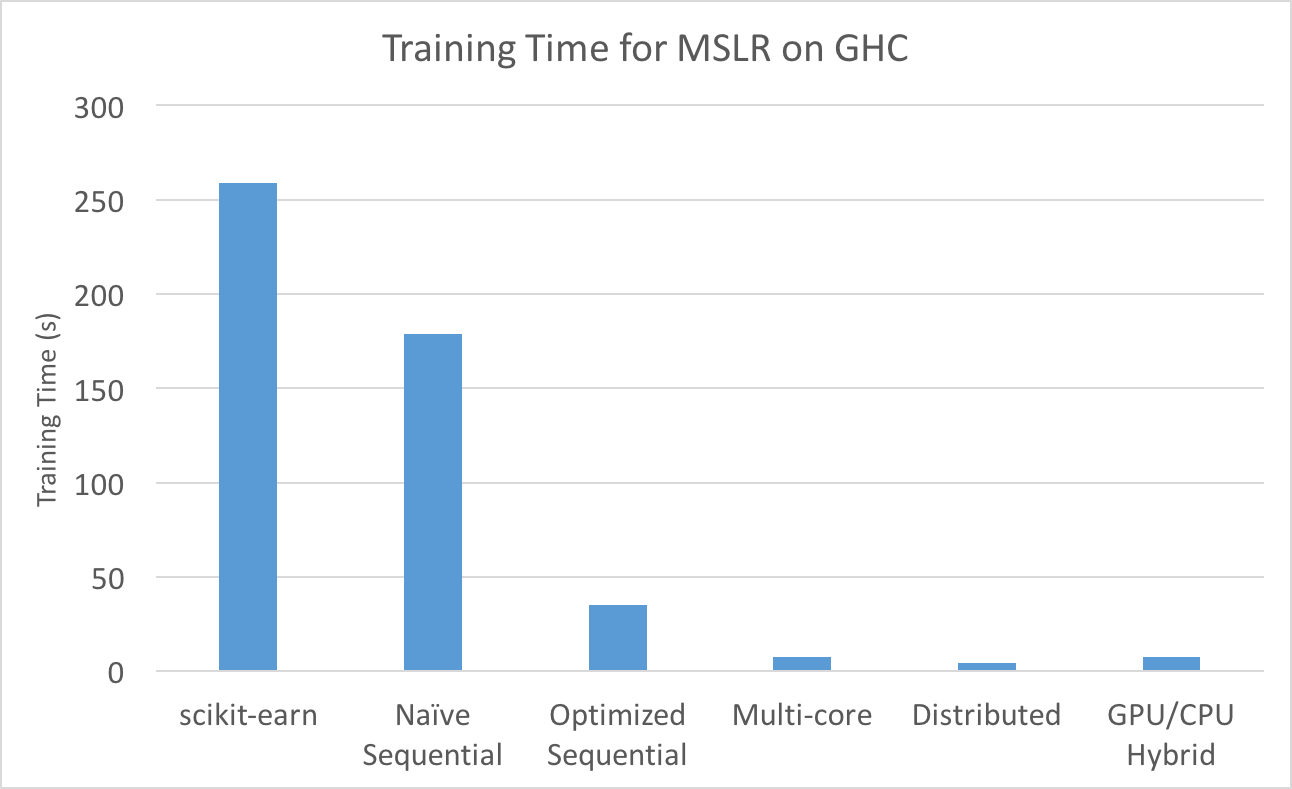 Training Time for MSLR on GHC
300
250
200
150
100
50
0
Training Time (s)
scikit-earn
Naïve
Sequential
Optimized
Sequential
Multi-core
Distributed
GPU/CPU
Hybrid